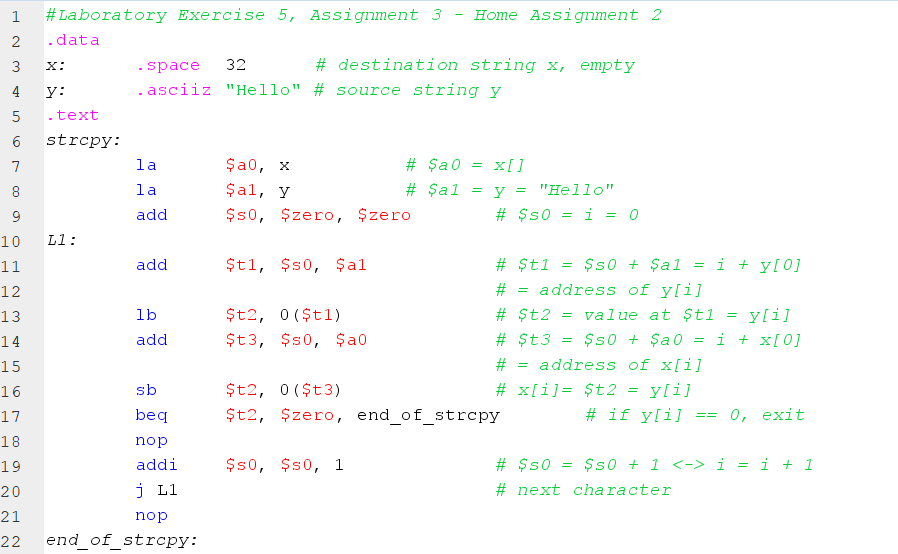 1 #Laboratory Exercise 5, Assignment 3 - Home Assignment 2
2 .data
3 x: .space 32 # destination string x, empty
4 y: .asciiz "Hello" # source string y
5 .text
6 strcpy:
7 la $a0, x # $a0 = x[]
8 la $a1, y # $a1 = y = "Hello"
9 add $s0, $zero, $zero # $s0 = i = 0
10 L1:
11 add $t1, $s0, $a1 # $t1 = $s0 + $a1 = i + y[0]
12 # = address of y[i]
13 lb $t2, 0($t1) # $t2 = value at $t1 = y[i]
14 add $t3, $s0, $a0 # $t3 = $s0 + $a0 = i + x[0]
15 # = address of x[i]
16 sb $t2, 0($t3) # x[i]= $t2 = y[i]
17 beq $t2, $zero, end_of_strcpy # if y[i] == 0, exit
18 nop
19 addi $s0, $s0, 1 # $s0 = $s0 + 1 <-> i = i + 1
20 j L1 # next character
21 nop
22 end_of_strcpy: